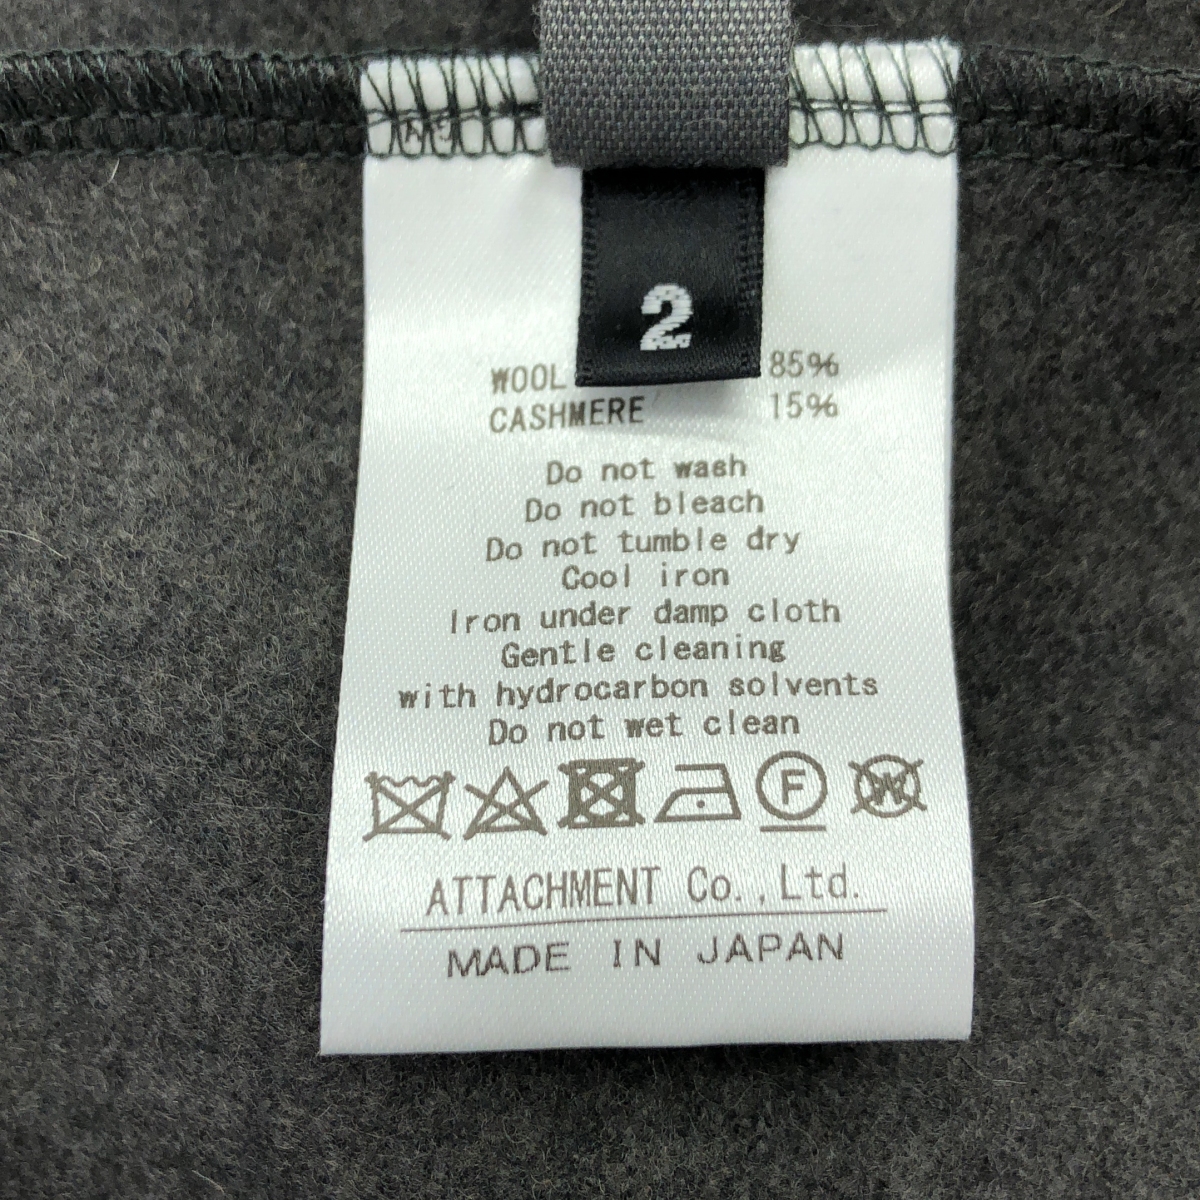 2
WOOL 85%
CASHMERE 15%
Do not wash
Do not bleach
Do not tumble dry
Cool iron
Iron under damp cloth
Gentle cleaning
with hydrocarbon solvents
Do not wet clean
F W
ATTACHMENT Co.,Ltd.
MADE IN JAPAN